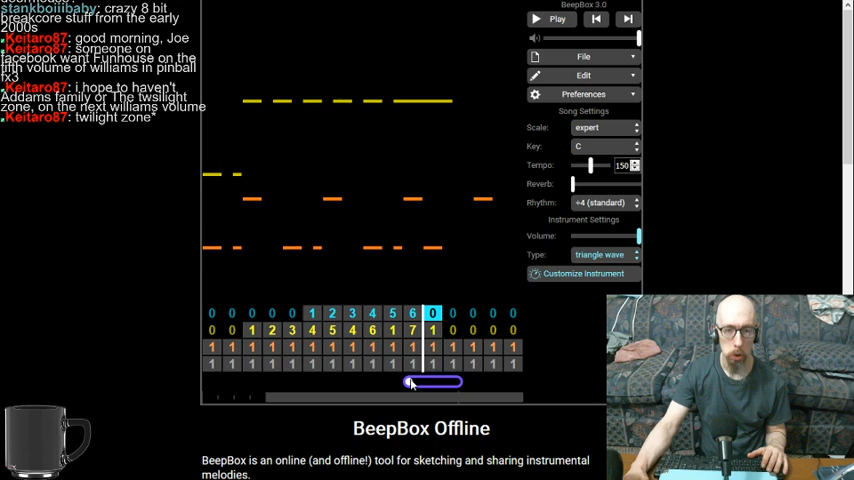 crazy 8 bit
stankboiiibaby: crazy 8 bit
breakcore stuff from the early
2000s
Keitaro87: good morning, Joe
Keitaro87: someone on
facebook want Funhouse on the
fifth volume of williams in pinball
fx3
Keitaro87: i hope to haven't
Addams family or The twsilight
zone, on the next williams volume
Keitaro87: twilight zone*
BeepBox 3.0
Play
File
Edit
Preferences
Song Settings
Scale: expert
Key: C
Tempo: 150
Reverb:
Rhythm: ÷4 (standard)
Instrument Settings
Volume:
Type: triangle wave
Customize Instrument
0 0 0 0 0 1 2 3 4 5 6 0 0 0 0 0
0 0 1 2 3 4 5 4 6 1 7 1 0 0 0 0
1 1 1 1 1 1 1 1 1 1 1 1 1 1 1 1
1 1 1 1 1 1 1 1 1 1 1 1 1 1 1 1
BeepBox Offline
BeepBox is an online (and offline!) tool for sketching and sharing instrumental
melodies.